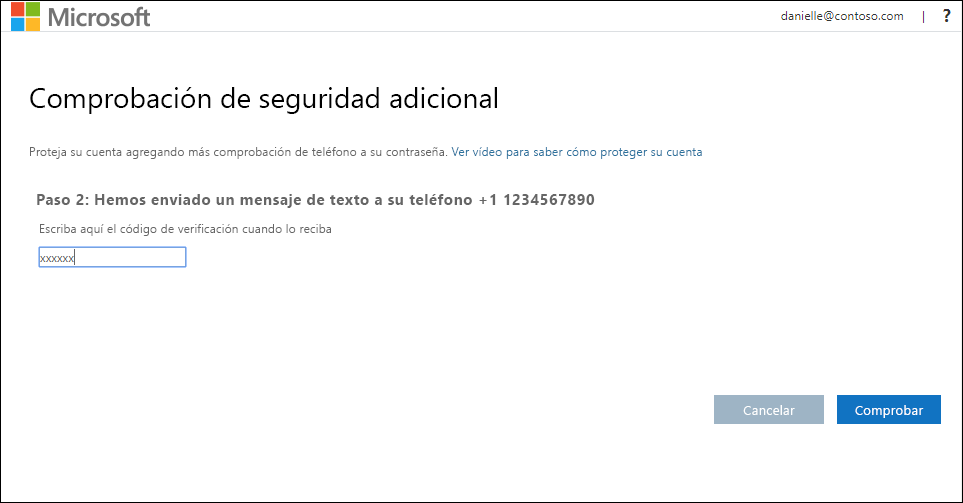 Microsoft
danielle@contoso.com | ?
Comprobación de seguridad adicional
Proteja su cuenta agregando más comprobación de teléfono a su contraseña. Ver vídeo para saber cómo proteger su cuenta
Paso 2: Hemos enviado un mensaje de texto a su teléfono +1 1234567890
Escriba aquí el código de verificación cuando lo reciba
xxxxxx
Cancelar
Comprobar